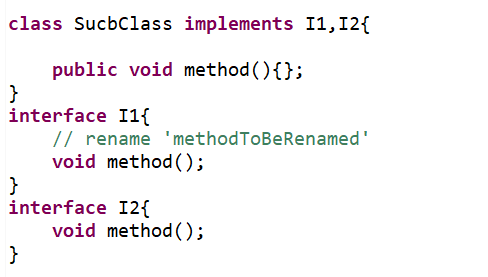 class SucbClass implements I1,I2{
    public void method(){};
}
interface I1{
    // rename 'methodToBeRenamed'
    void method();
}
interface I2{
    void method();
}